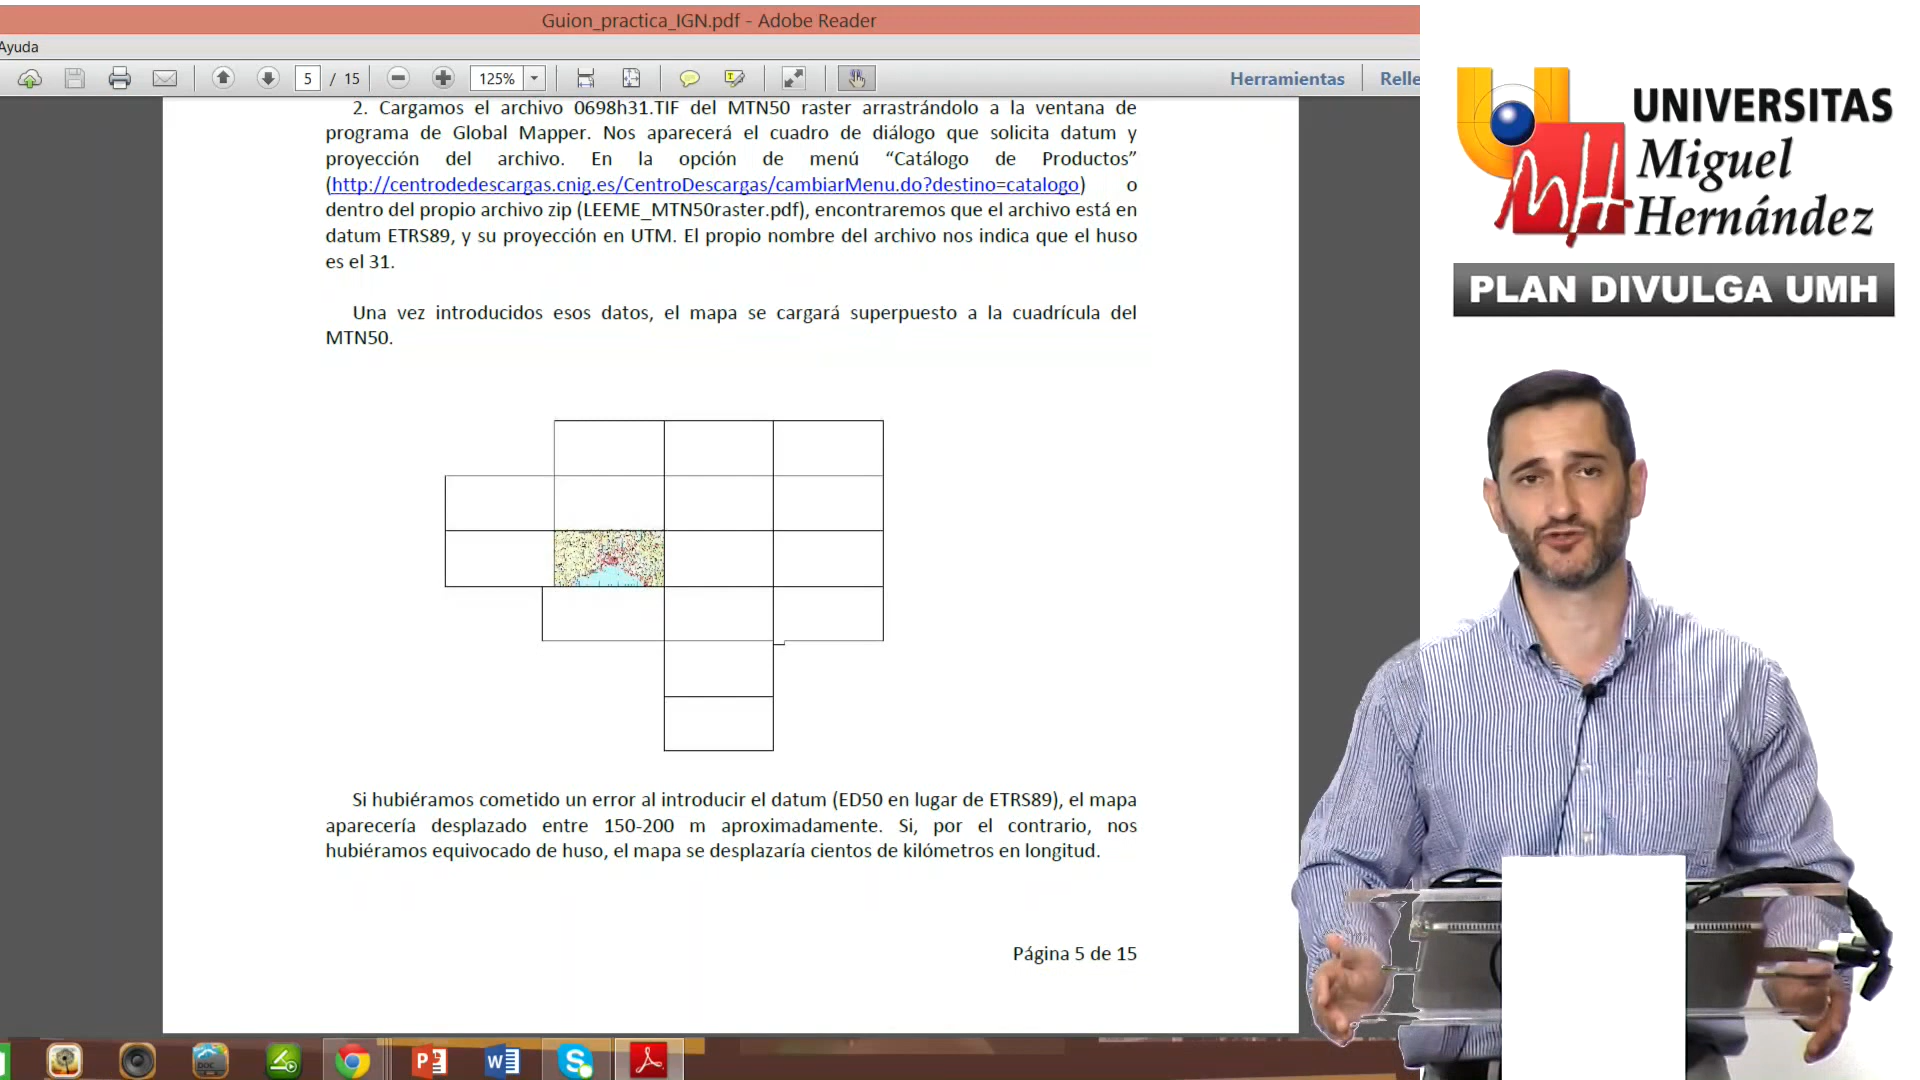 Guion_practica_IGN.pdf - Adobe Reader
Ayuda
5 / 15
125%
Herramientas
Relle
2. Cargamos el archivo 0698h31.TIF del MTN50 raster arrastrándolo a la ventana de
programa de Global Mapper. Nos aparecerá el cuadro de diálogo que solicita datum y
proyección del archivo. En la opción de menú “Catálogo de Productos”
(http://centrodedescargas.cnig.es/CentroDescargas/cambiarMenu.do?destino=catalogo) o
dentro del propio archivo zip (LEEME_MTN50raster.pdf), encontraremos que el archivo está en
datum ETRS89, y su proyección en UTM. El propio nombre del archivo nos indica que el huso
es el 31.
Una vez introducidos esos datos, el mapa se cargará superpuesto a la cuadrícula del
MTN50.
Si hubiéramos cometido un error al introducir el datum (ED50 en lugar de ETRS89), el mapa
aparecería desplazado entre 150-200 m aproximadamente. Si, por el contrario, nos
hubiéramos equivocado de huso, el mapa se desplazaría cientos de kilómetros en longitud.
Página 5 de 15
UNIVERSITAS
Miguel
Hernández
PLAN DIVULGA UMH